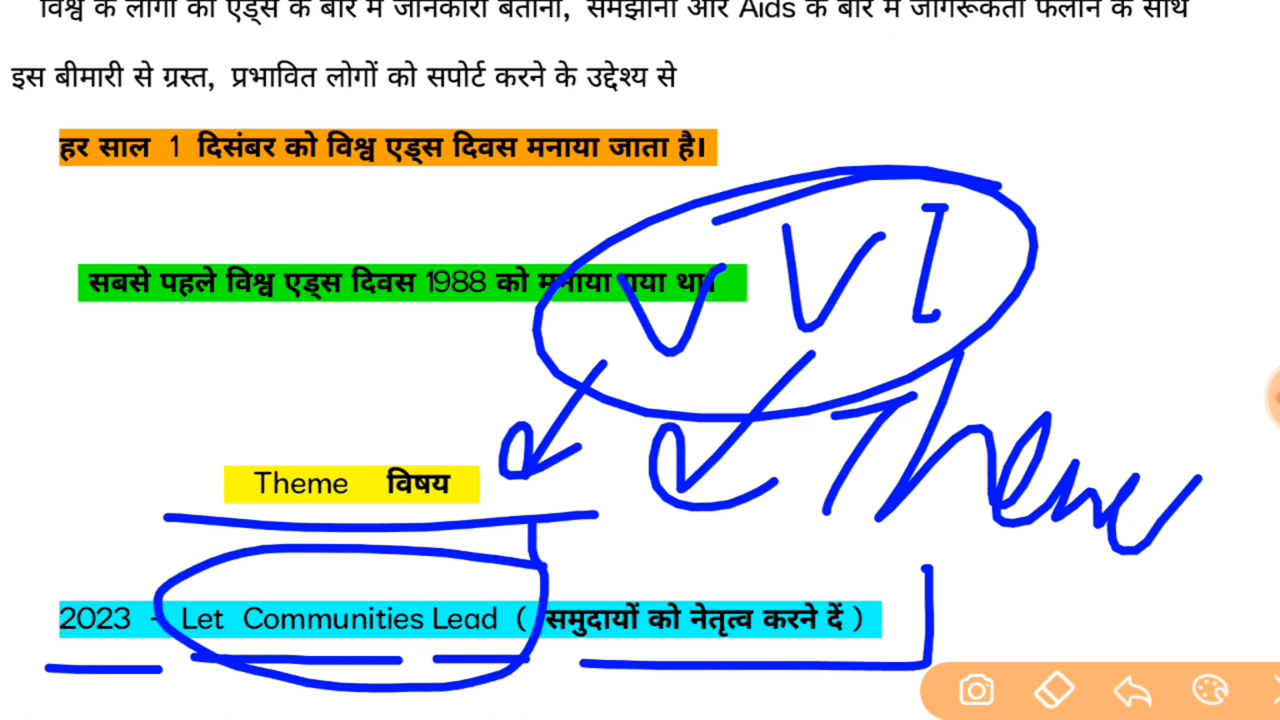 विश्व के लोगों को एड्स के बारे में जानकारी बताना, समझाना और Aids के बारे में जागरूकता फैलाने के साथ
इस बीमारी से ग्रस्त, प्रभावित लोगों को सपोर्ट करने के उद्देश्य से
हर साल 1 दिसंबर को विश्व एड्स दिवस मनाया जाता है।
सबसे पहले विश्व एड्स दिवस 1988 को मनाया गया था।
V V I
Theme
Theme विषय
2023 - Let Communities Lead ( समुदायों को नेतृत्व करने दें )